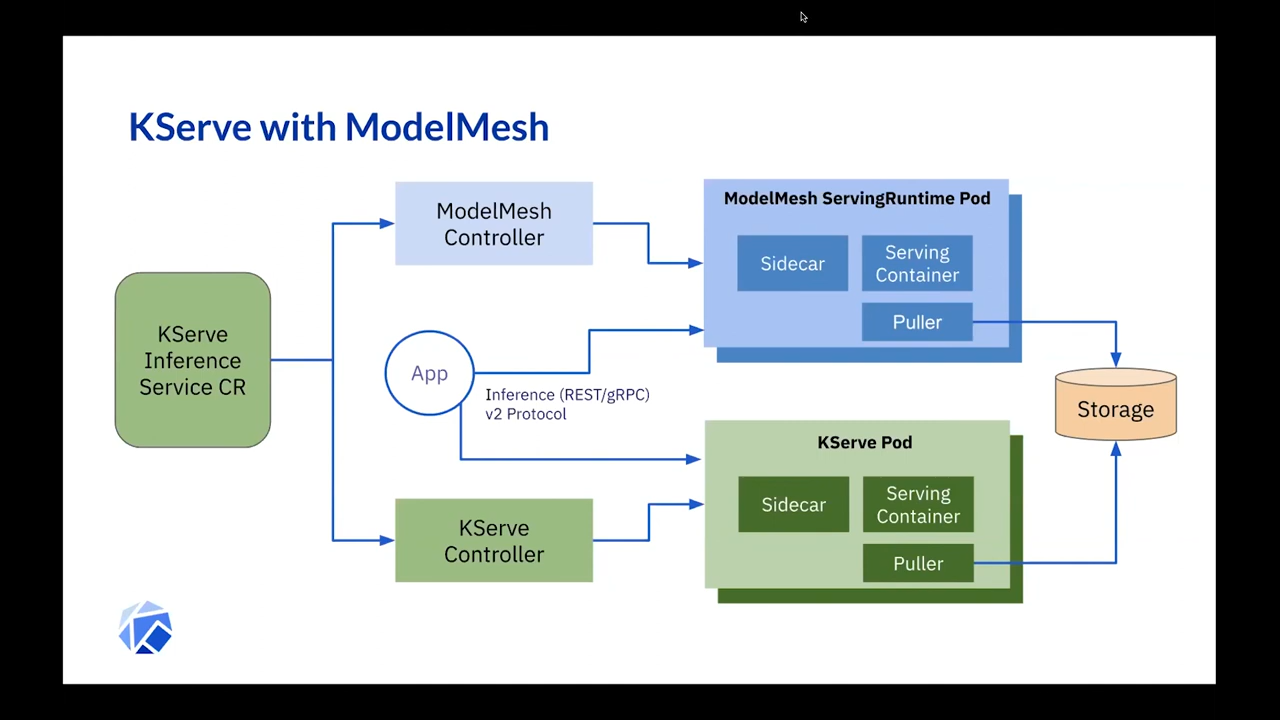 KServe with ModelMesh
ModelMesh
Controller
ModelMesh ServingRuntime Pod
Sidecar
Serving
Container
Puller
KServe
Inference
Service CR
App
Inference (REST/gRPC)
v2 Protocol
Storage
KServe Pod
Sidecar
Serving
Container
Puller
KServe
Controller